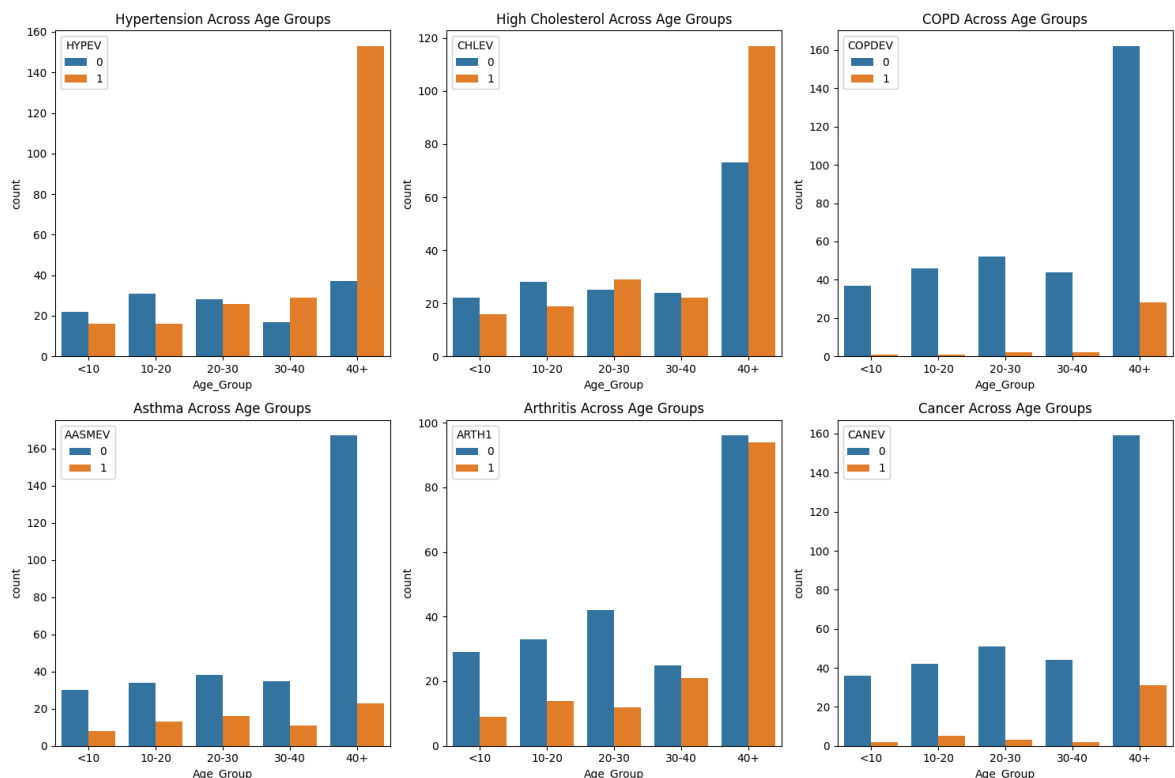 Hypertension Across Age Groups
HYPEV
0
1
160
140
120
100
80
60
40
20
0
count
<10 10-20 20-30 30-40 40+
Age_Group
High Cholesterol Across Age Groups
CHLEV
0
1
120
100
80
60
40
20
0
count
<10 10-20 20-30 30-40 40+
Age_Group
COPD Across Age Groups
COPDEV
0
1
160
140
120
100
80
60
40
20
0
count
<10 10-20 20-30 30-40 40+
Age_Group
Asthma Across Age Groups
AASMEV
0
1
160
140
120
100
80
60
40
20
0
count
<10 10-20 20-30 30-40 40+
Age_Group
Arthritis Across Age Groups
ARTH1
0
1
100
80
60
40
20
0
count
<10 10-20 20-30 30-40 40+
Age_Group
Cancer Across Age Groups
CANEV
0
1
160
140
120
100
80
60
40
20
0
count
<10 10-20 20-30 30-40 40+
Age_Group